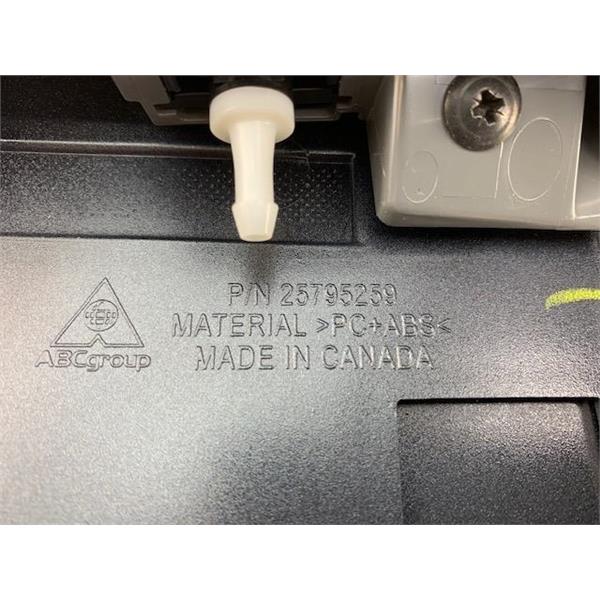 P/N 25795259
MATERIAL >PC+ABS<
MADE IN CANADA
ABCgroup